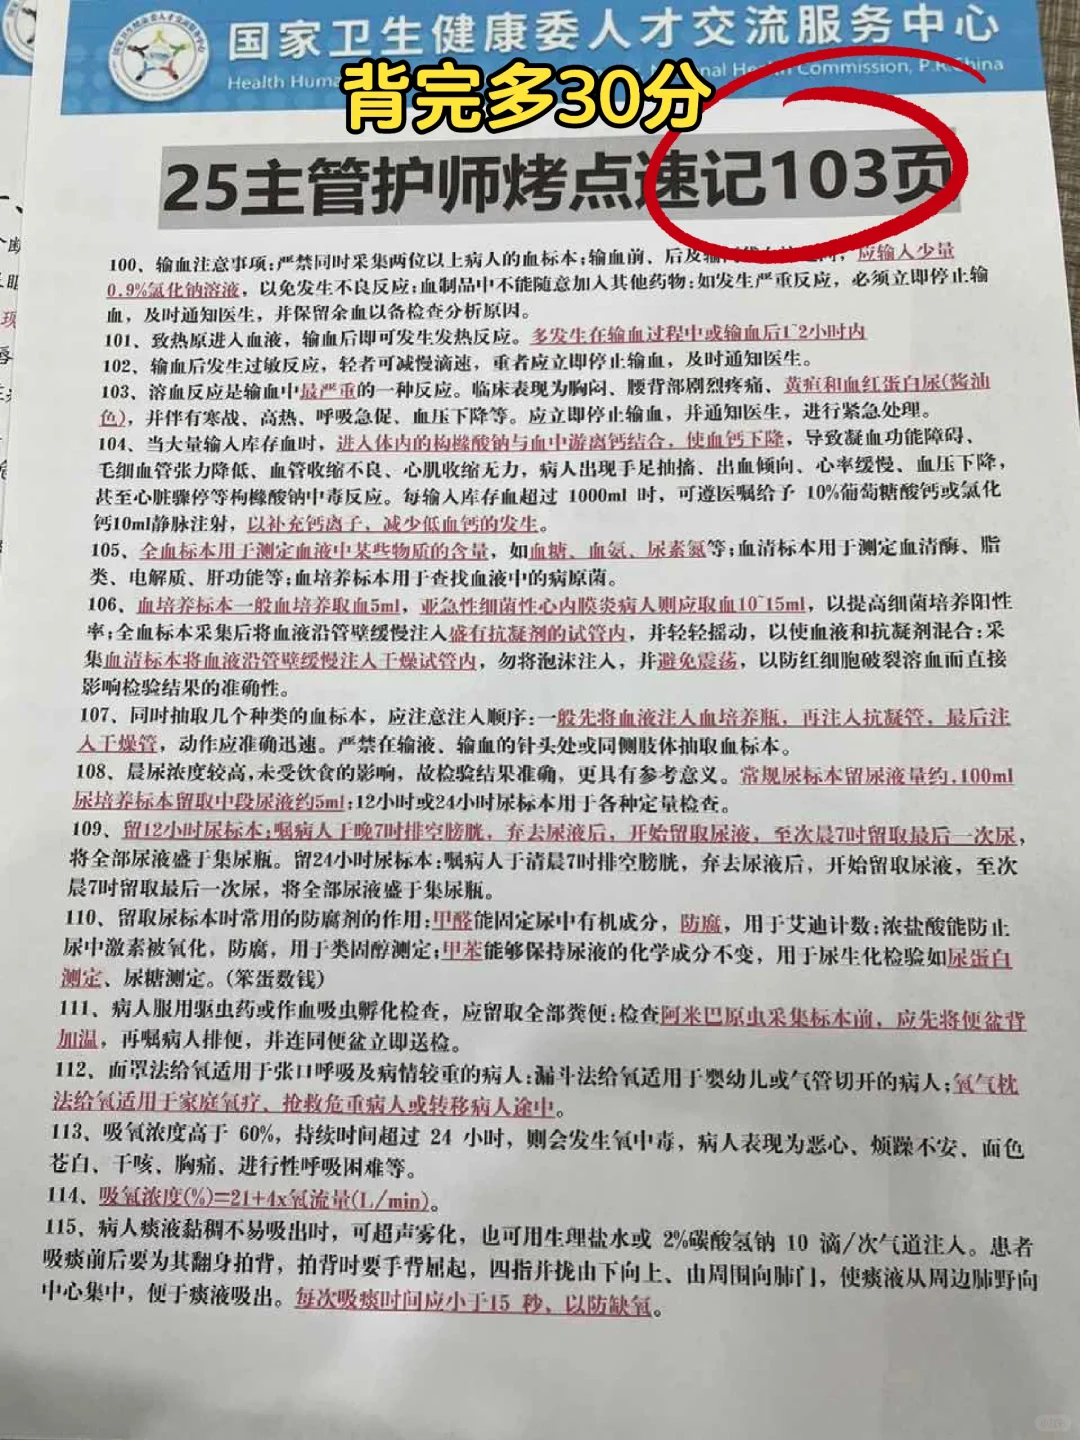 国家卫生健康委人才交流服务中心
Health Huma
nal Health Commission, P.R.China
背完多30分
25主管护师烤点速记103页
100、输血注意事项:严禁同时采集两位以上病人的血标本;输血前、后及输两袋血 间，应输入少量
0.9%氯化钠溶液，以免发生不良反应;血制品中不能随意加入其他药物;如发生严重反应，必须立即停止输
血，及时通知医生，并保留余血以备检查分析原因。
101、致热原进入血液，输血后即可发生发热反应。多发生在输血过程中或输血后1~2小时内
102、输血后发生过敏反应，轻者可减慢滴速，重者应立即停止输血，及时通知医生。
103、溶血反应是输血中最严重的一种反应。临床表现为胸闷、腰背部剧烈疼痛、黄疸和血红蛋白尿(酱油
色)，并伴有寒战、高热、呼吸急促、血压下降等。应立即停止输血，并通知医生，进行紧急处理。
104、当大量输入库存血时，进入体内的构橼酸钠与血中游离钙结合，使血钙下降，导致凝血功能障碍、
毛细血管张力降低、血管收缩不良、心肌收缩无力，病人出现手足抽搐、出血倾向、心率缓慢、血压下降，
甚至心脏骤停等枸橼酸钠中毒反应。每输入库存血超过 1000ml 时，可遵医嘱给予 10%葡萄糖酸钙或氯化
钙10ml静脉注射，以补充钙离子，减少低血钙的发生。
105、全血标本用于测定血液中某些物质的含量，如血糖、血氨、尿素氮等;血清标本用于测定血清酶、脂
类、电解质、肝功能等;血培养标本用于查找血液中的病原菌。
106、血培养标本一般血培养取血5ml，亚急性细菌性心内膜炎病人则应取血10~15ml，以提高细菌培养阳性
率;全血标本采集后将血液沿管壁缓慢注入盛有抗凝剂的试管内，并轻轻摇动，以使血液和抗凝剂混合;采
集血清标本将血液沿管壁缓慢注入干燥试管内，勿将泡沫注入，并避免震荡，以防红细胞破裂溶血而直接
影响检验结果的准确性。
107、同时抽取几个种类的血标本，应注意注入顺序:一般先将血液注入血培养瓶，再注入抗凝管，最后注
入干燥管，动作应准确迅速。严禁在输液、输血的针头处或同侧肢体抽取血标本。
108、晨尿浓度较高,未受饮食的影响，故检验结果准确，更具有参考意义。常规尿标本留尿液量约,100ml
尿培养标本留取中段尿液约5ml;12小时或24小时尿标本用于各种定量检查。
109、留12小时尿标本;嘱病人于晚7时排空膀胱，弃去尿液后，开始留取尿液，至次晨7时留取最后一次尿，
将全部尿液盛于集尿瓶。留24小时尿标本:嘱病人于清晨7时排空膀胱，弃去尿液后，开始留取尿液，至次
晨7时留取最后一次尿，将全部尿液盛于集尿瓶。
110、留取尿标本时常用的防腐剂的作用:甲醛能固定尿中有机成分，防腐，用于艾迪计数;浓盐酸能防止
尿中激素被氧化，防腐，用于类固醇测定;甲苯能够保持尿液的化学成分不变，用于尿生化检验如尿蛋白
测定、尿糖测定。(笨蛋数钱)
111、病人服用驱虫药或作血吸虫孵化检查，应留取全部粪便;检查阿米巴原虫采集标本前，应先将便盆背
加温，再嘱病人排便，并连同便盆立即送检。
112、面罩法给氧适用于张口呼吸及病情较重的病人;漏斗法给氧适用于婴幼儿或气管切开的病人;氧气枕
法给氧适用于家庭氧疗、抢救危重病人或转移病人途中。
113、吸氧浓度高于 60%，持续时间超过 24 小时，则会发生氧中毒，病人表现为恶心、烦躁不安、面色
苍白、干咳、胸痛、进行性呼吸困难等。
114、吸氧浓度(%)=21+4x氧流量(L/min)。
115、病人痰液黏稠不易吸出时，可超声雾化，也可用生理盐水或 2%碳酸氢钠 10 滴/次气道注入。患者
吸痰前后要为其翻身拍背，拍背时要手背屈起，四指并拢由下向上、由周围向肺门，使痰液从周边肺野向
中心集中，便于痰液吸出。每次吸痰时间应小于15 秒，以防缺氧。